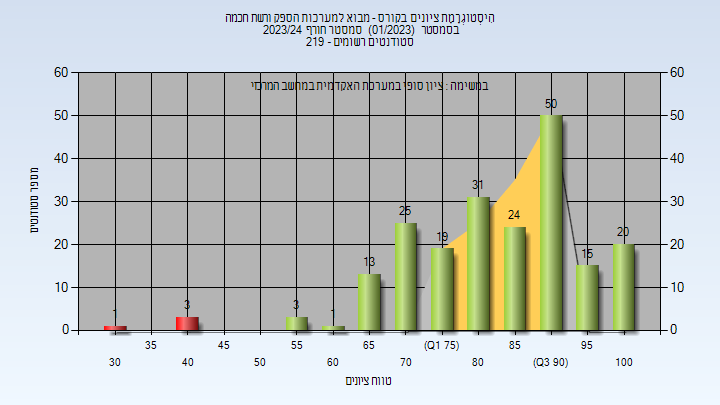 היסטוגרמת ציונים בקורס - מבוא למערכות הספק ורשת חכמה
בסמסטר (01/2023) סמסטר חורף 2023/24
סטודנטים רשומים - 219
במשימה : ציון סופי במערכת האקדמית במחשב המרכזי
מספר סטודנטים
60 60
50 50
40 40
30 30
20 20
10 10
0 0
1 3 3 1 13 25 19 31 24 50 15 20
35 45 55 65 (Q1 75) 85 95
30 40 50 60 70 80 (Q3 90) 100
טווח ציונים